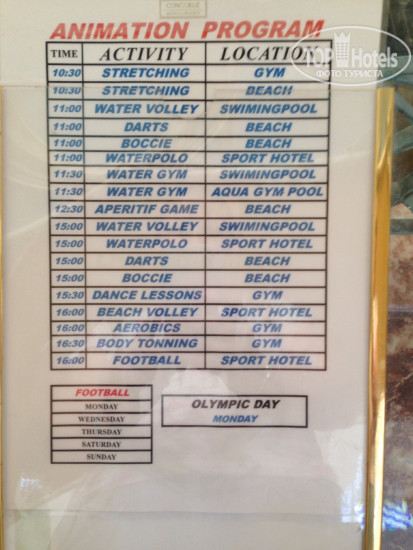 CONCORDE
ANIMATION PROGRAM
TIME ACTIVITY LOCATION
10:30 STRETCHING GYM
10:30 STRETCHING BEACH
11:00 WATER VOLLEY SWIMINGPOOL
11:00 DARTS BEACH
11:00 BOCCIE BEACH
11:00 WATERPOLO SPORT HOTEL
11:30 WATER GYM SWIMINGPOOL
11:30 WATER GYM AQUA GYM POOL
12:30 APERITIF GAME BEACH
15:00 WATER VOLLEY SWIMINGPOOL
15:00 WATERPOLO SPORT HOTEL
15:00 DARTS BEACH
15:00 BOCCIE BEACH
15:30 DANCE LESSONS GYM
16:00 BEACH VOLLEY SPORT HOTEL
16:00 AEROBICS GYM
16:30 BODY TONNING GYM
16:00 FOOTBALL SPORT HOTEL
FOOTBALL
MONDAY
WEDNESDAY
THURSDAY
SATURDAY
SUNDAY
OLYMPIC DAY
MONDAY
TOPHotels
ФОТО ТУРИСТА